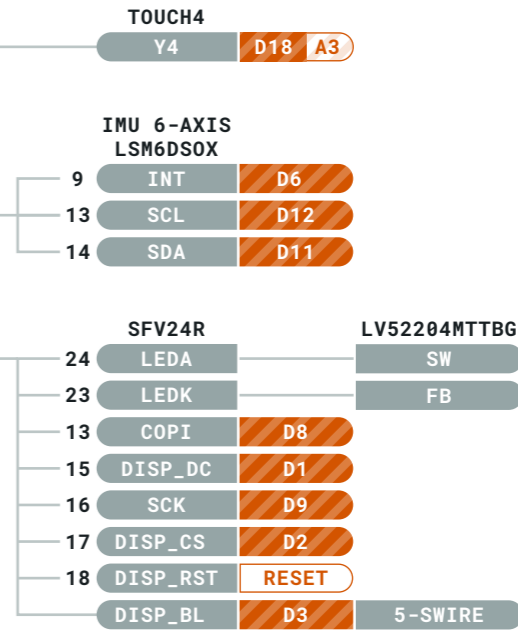 TOUCH4
Y4 D18 A3
IMU 6-AXIS
LSM6DSOX
9 INT D6
13 SCL D12
14 SDA D11
SFV24R LV52204MTTBG
24 LEDA SW
23 LEDK FB
13 COPI D8
15 DISP_DC D1
16 SCK D9
17 DISP_CS D2
18 DISP_RST RESET
DISP_BL D3 5-SWIRE